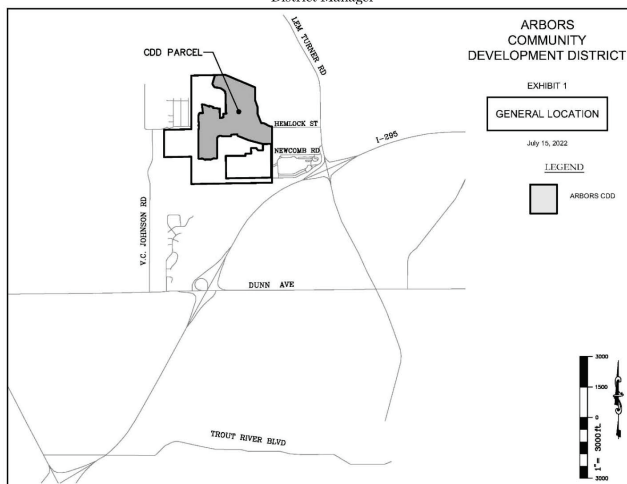 District Manager
ARBORS
COMMUNITY
DEVELOPMENT DISTRICT
EXHIBIT 1
GENERAL LOCATION
July 15, 2022
LEGEND
ARBORS CDD
CDD PARCEL
LEM TURNER RD
HEMLOCK ST
NEWCOMB RD
I-295
V.C. JOHNSON RD
DUNN AVE
TROUT RIVER BLVD
3000
1500
0
1"= 3000 ft.
3000